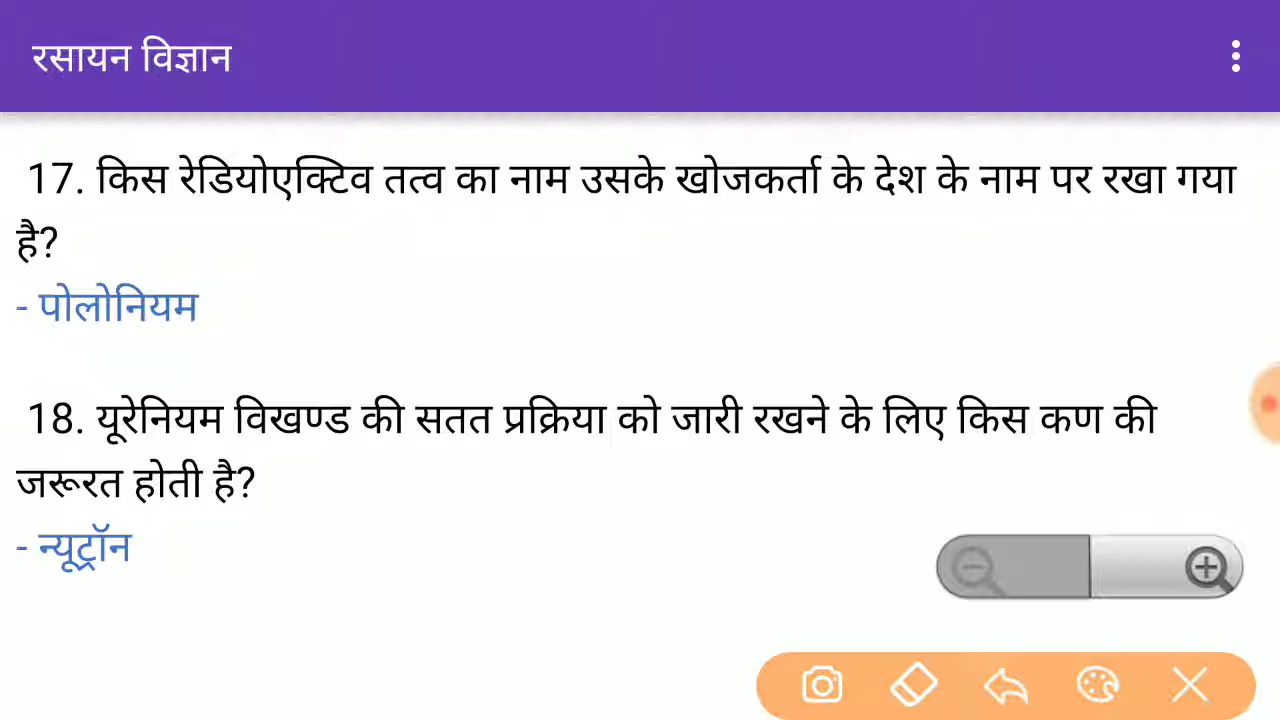 रसायन विज्ञान
17. किस रेडियोएक्टिव तत्व का नाम उसके खोजकर्ता के देश के नाम पर रखा गया
है?
- पोलोनियम
18. यूरेनियम विखण्ड की सतत प्रक्रिया को जारी रखने के लिए किस कण की
जरूरत होती है?
- न्यूट्रॉन